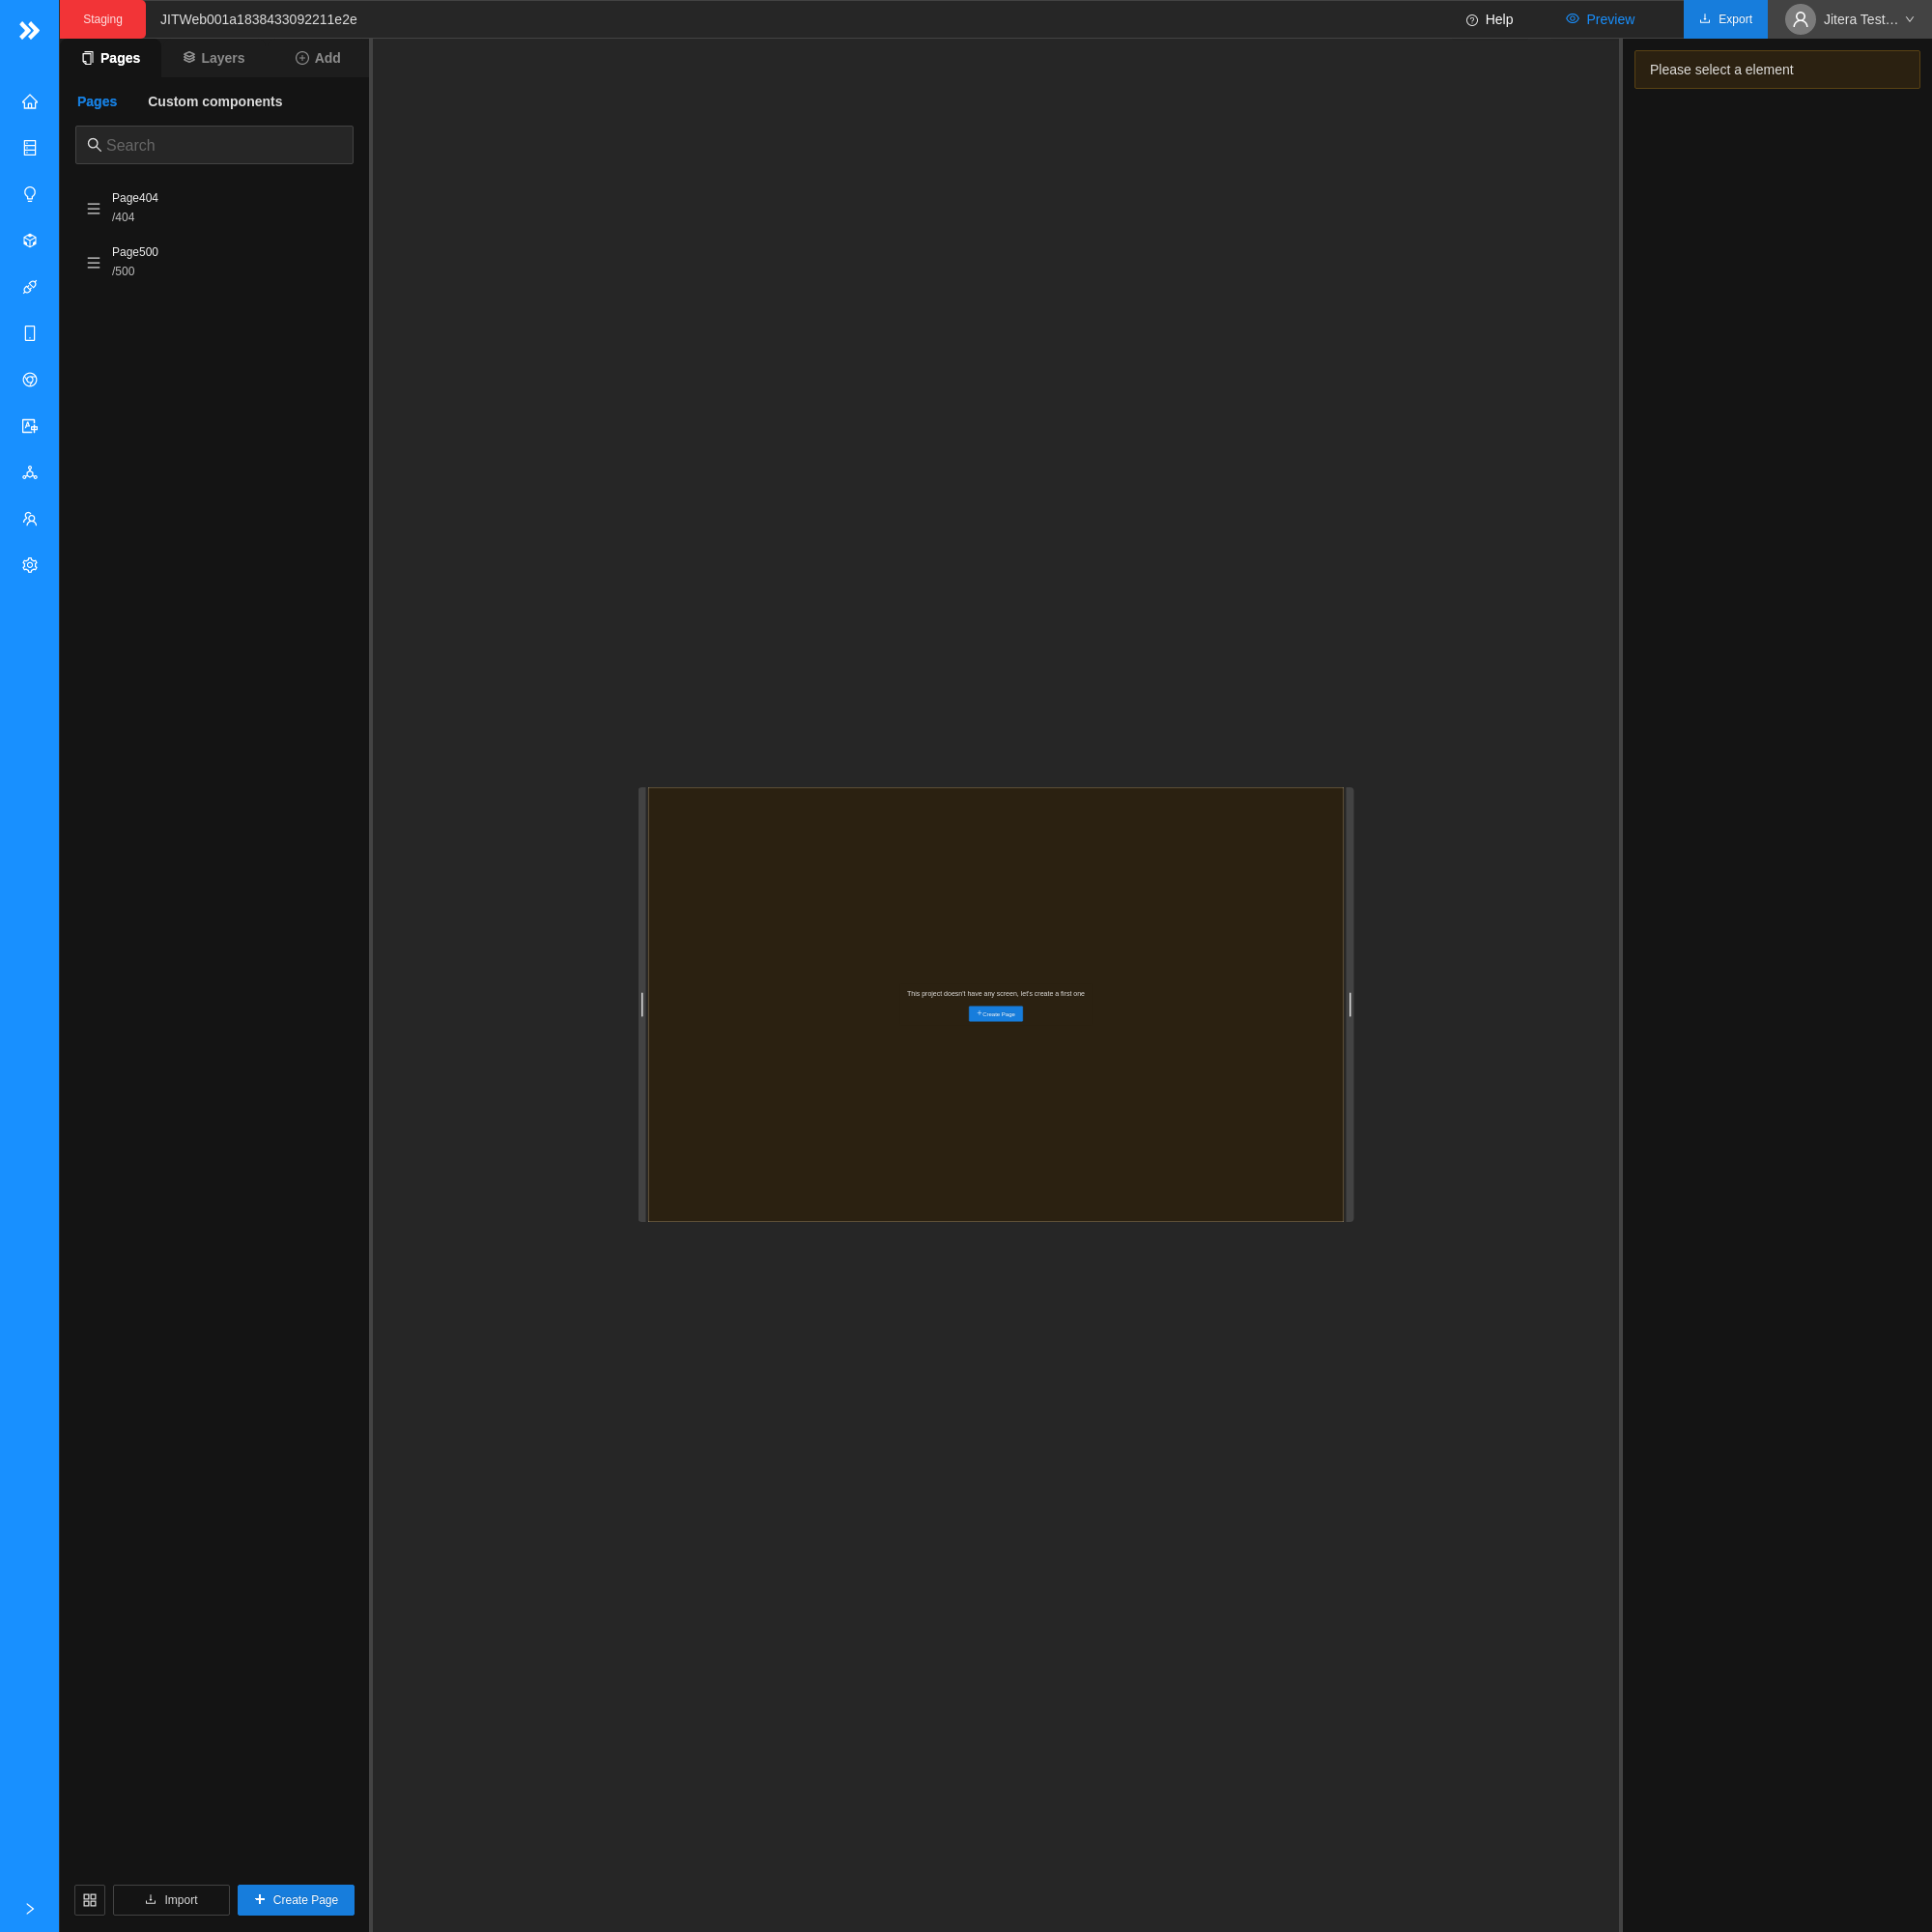 Staging
JITWeb001a1838433092211e2e
Help
Preview
Export
Jitera Test…
Pages
Layers
Add
Pages
Custom components
Search
Page404
/404
Page500
/500
This project doesn't have any screen, let's create a first one
Create Page
Please select a element
Import
Create Page